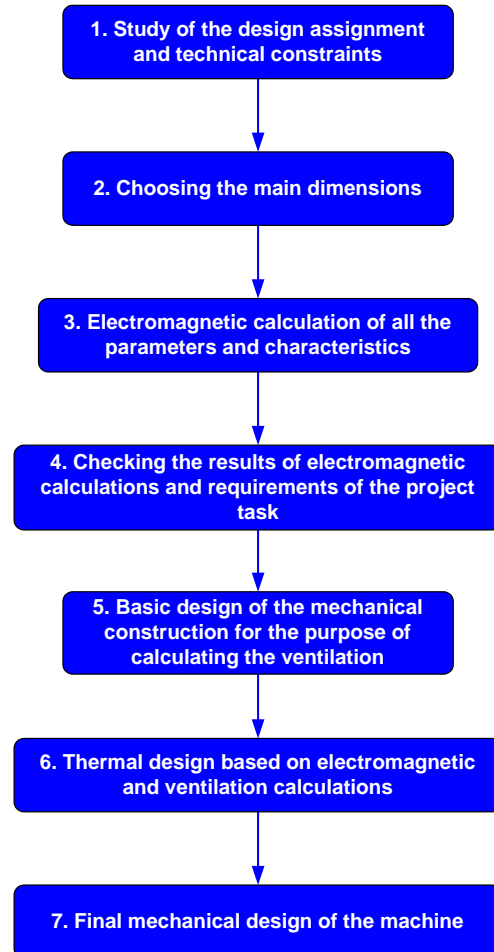 1. Study of the design assignment
and technical constraints
2. Choosing the main dimensions
3. Electromagnetic calculation of all the
parameters and characteristics
4. Checking the results of electromagnetic
calculations and requirements of the project
task
5. Basic design of the mechanical
construction for the purpose of
calculating the ventilation
6. Thermal design based on electromagnetic
and ventilation calculations
7. Final mechanical design of the machine